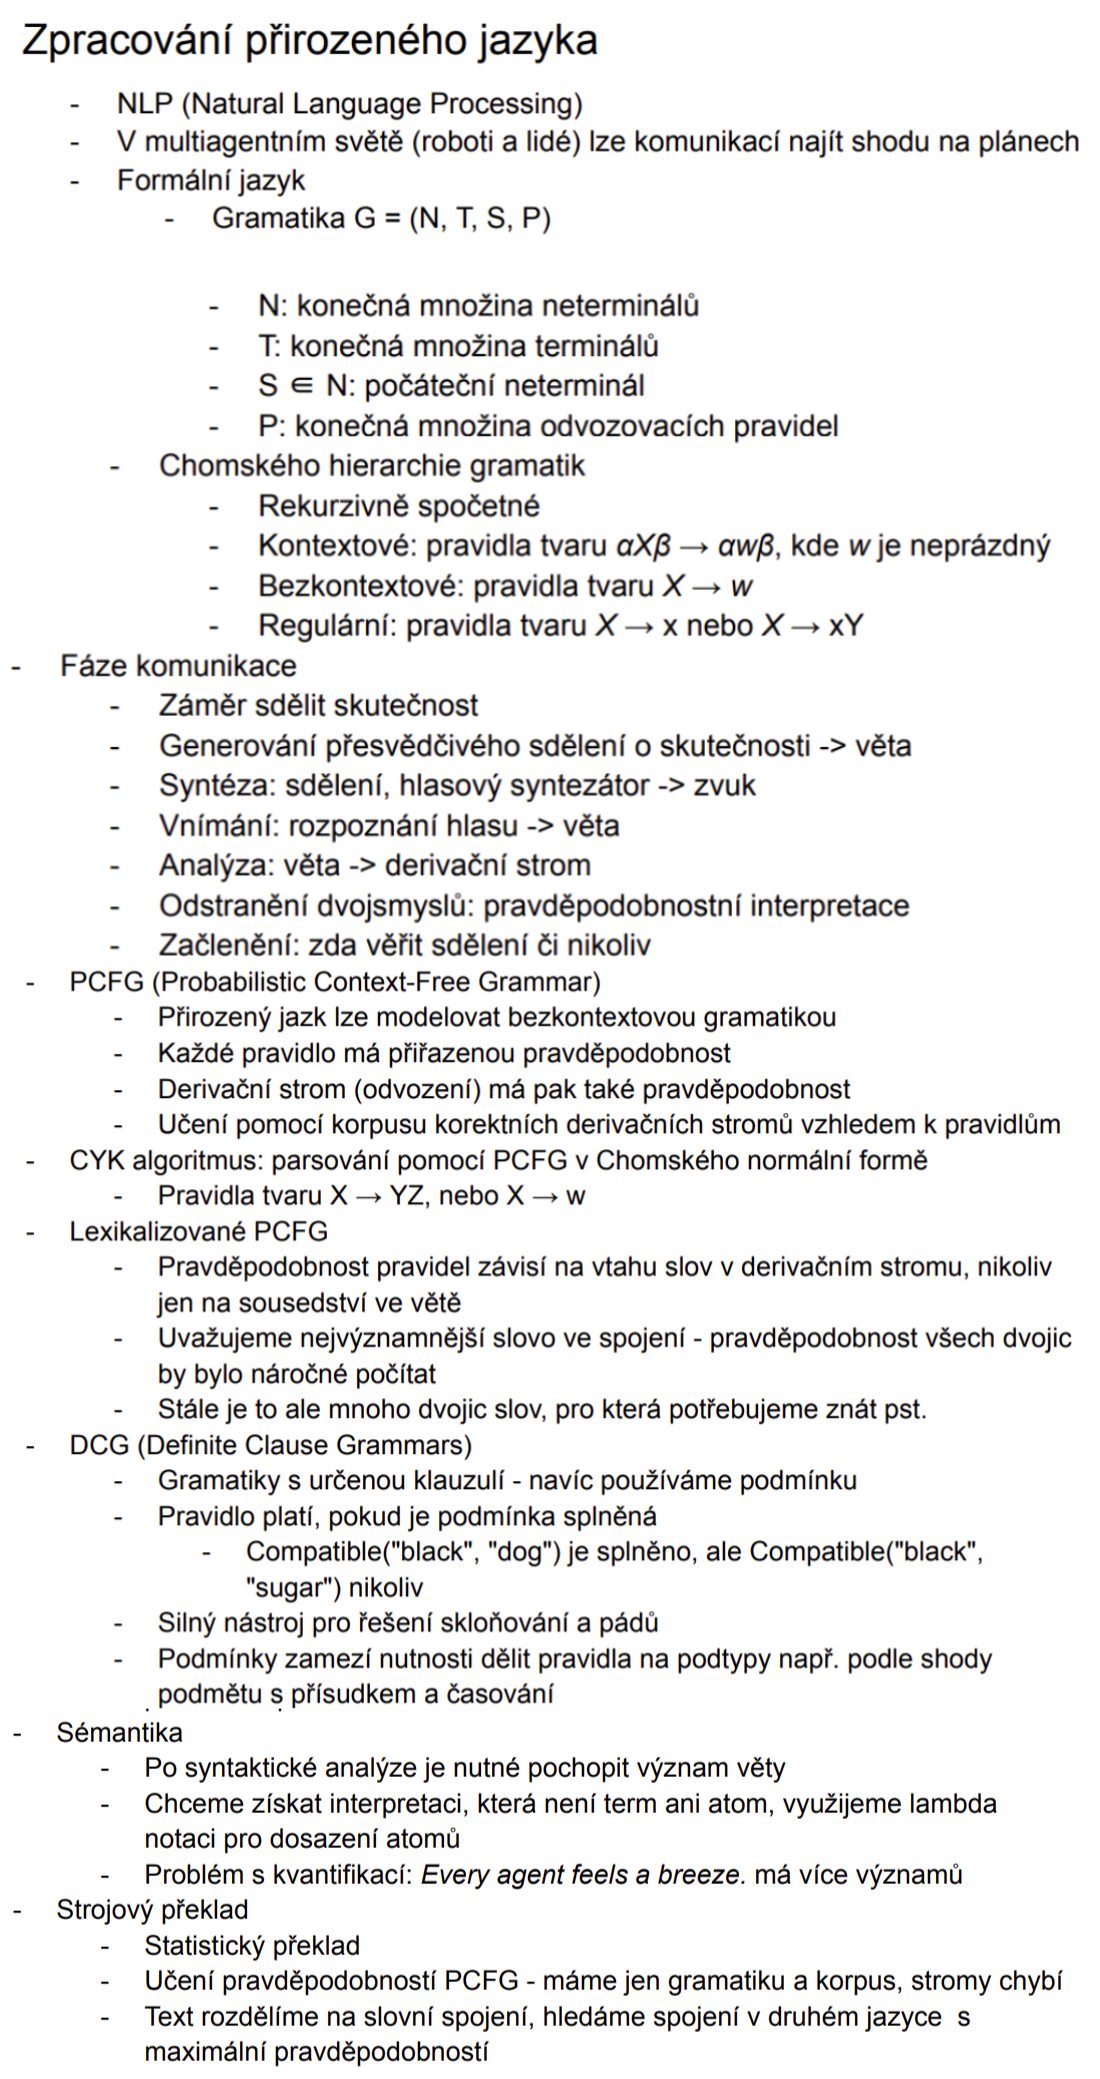 Zpracování přirozeného jazyka
- NLP (Natural Language Processing)
- V multiagentním světě (roboti a lidé) lze komunikací najít shodu na plánech
- Formální jazyk
- Gramatika G = (N, T, S, P)
- N: konečná množina neterminálů
- T: konečná množina terminálů
- S ∈ N: počáteční neterminál
- P: konečná množina odvozovacích pravidel
- Chomského hierarchie gramatik
- Rekurzivně spočetné
- Kontextové: pravidla tvaru αXβ → αwβ, kde w je neprázdný
- Bezkontextové: pravidla tvaru X → w
- Regulární: pravidla tvaru X → x nebo X → xY
- Fáze komunikace
- Záměr sdělit skutečnost
- Generování přesvědčivého sdělení o skutečnosti -> věta
- Syntéza: sdělení, hlasový syntezátor -> zvuk
- Vnímání: rozpoznání hlasu -> věta
- Analýza: věta -> derivační strom
- Odstranění dvojsmyslů: pravděpodobnostní interpretace
- Začlenění: zda věřit sdělení či nikoliv
- PCFG (Probabilistic Context-Free Grammar)
- Přirozený jazk lze modelovat bezkontextovou gramatikou
- Každé pravidlo má přiřazenou pravděpodobnost
- Derivační strom (odvození) má pak také pravděpodobnost
- Učení pomocí korpusu korektních derivačních stromů vzhledem k pravidlům
- CYK algoritmus: parsování pomocí PCFG v Chomského normální formě
- Pravidla tvaru X → YZ, nebo X → w
- Lexikalizované PCFG
- Pravděpodobnost pravidel závisí na vtahu slov v derivačním stromu, nikoliv
jen na sousedství ve větě
- Uvažujeme nejvýznamnější slovo ve spojení - pravděpodobnost všech dvojic
by bylo náročné počítat
- Stále je to ale mnoho dvojic slov, pro která potřebujeme znát pst.
- DCG (Definite Clause Grammars)
- Gramatiky s určenou klauzulí - navíc používáme podmínku
- Pravidlo platí, pokud je podmínka splněná
- Compatible("black", "dog") je splněno, ale Compatible("black",
"sugar") nikoliv
- Silný nástroj pro řešení skloňování a pádů
- Podmínky zamezí nutnosti dělit pravidla na podtypy např. podle shody
podmětu s přísudkem a časování
- Sémantika
- Po syntaktické analýze je nutné pochopit význam věty
- Chceme získat interpretaci, která není term ani atom, využijeme lambda
notaci pro dosazení atomů
- Problém s kvantifikací: Every agent feels a breeze. má více významů
- Strojový překlad
- Statistický překlad
- Učení pravděpodobností PCFG - máme jen gramatiku a korpus, stromy chybí
- Text rozdělíme na slovní spojení, hledáme spojení v druhém jazyce s
maximální pravděpodobností